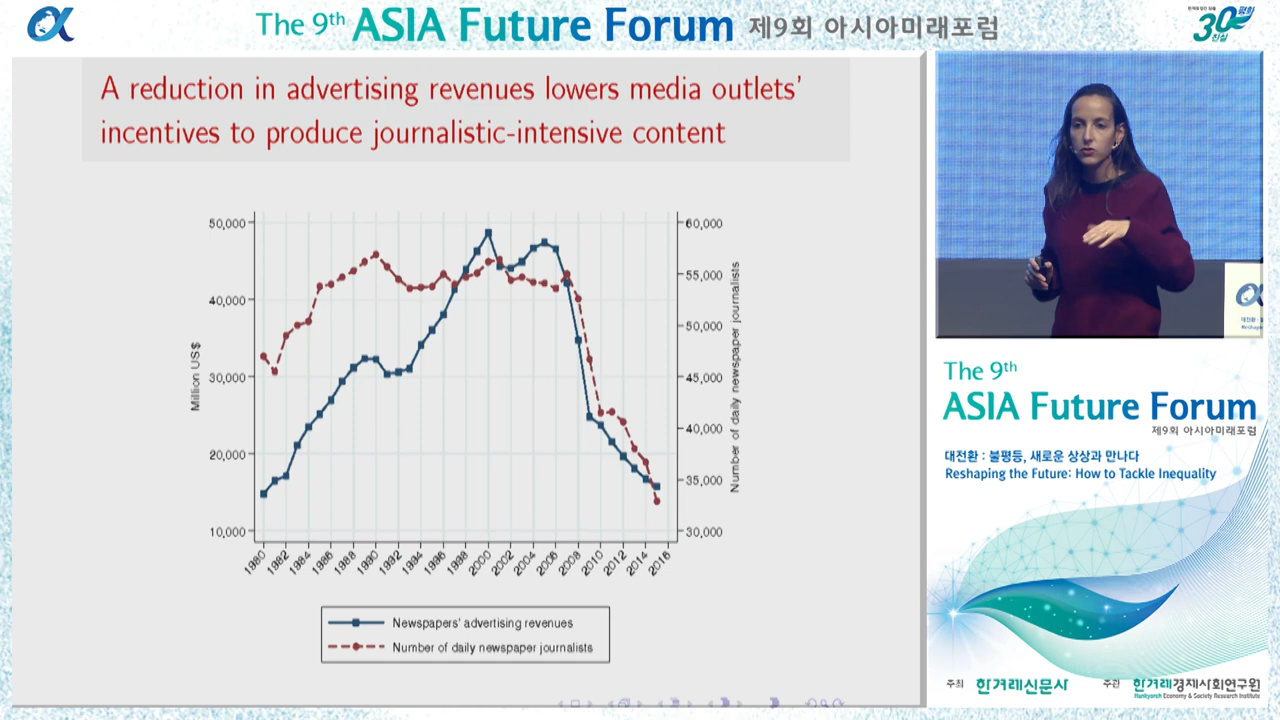 The 9th ASIA Future Forum 제9회 아시아미래포럼
30
평화
진실
A reduction in advertising revenues lowers media outlets'
incentives to produce journalistic-intensive content
50,000
40,000
30,000
20,000
10,000
Million US$
60,000
55,000
50,000
45,000
40,000
35,000
30,000
Number of daily newspaper journalists
1980 1982 1984 1986 1988 1990 1992 1994 1996 1998 2000 2002 2004 2006 2008 2010 2012 2014 2016
Newspapers' advertising revenues
Number of daily newspaper journalists
The 9th
ASIA Future Forum
제9회 아시아미래포럼
대전환 : 불평등, 새로운 상상과 만나다
Reshaping the Future: How to Tackle Inequality
주최 한겨레신문사 주관 한겨레경제사회연구원
Hankyoreh Economy & Society Research Institute